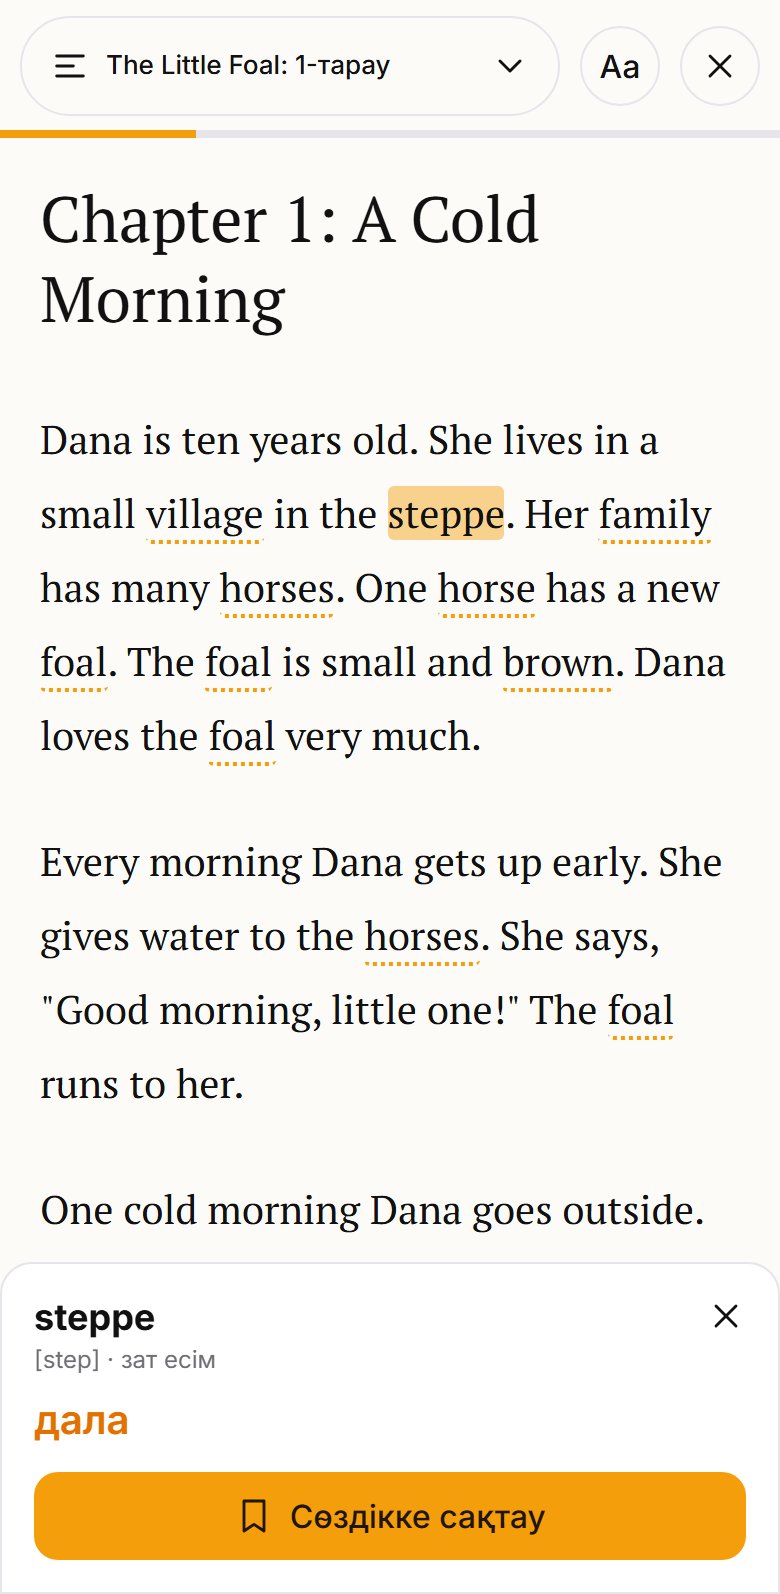 The Little Foal: 1-тарау
Aa
Chapter 1: A Cold
Morning
Dana is ten years old. She lives in a
small village in the steppe. Her family
has many horses. One horse has a new
foal. The foal is small and brown. Dana
loves the foal very much.
Every morning Dana gets up early. She
gives water to the horses. She says,
"Good morning, little one!" The foal
runs to her.
One cold morning Dana goes outside.
steppe
[step] · зат есім
дала
Сөздікке сақтау